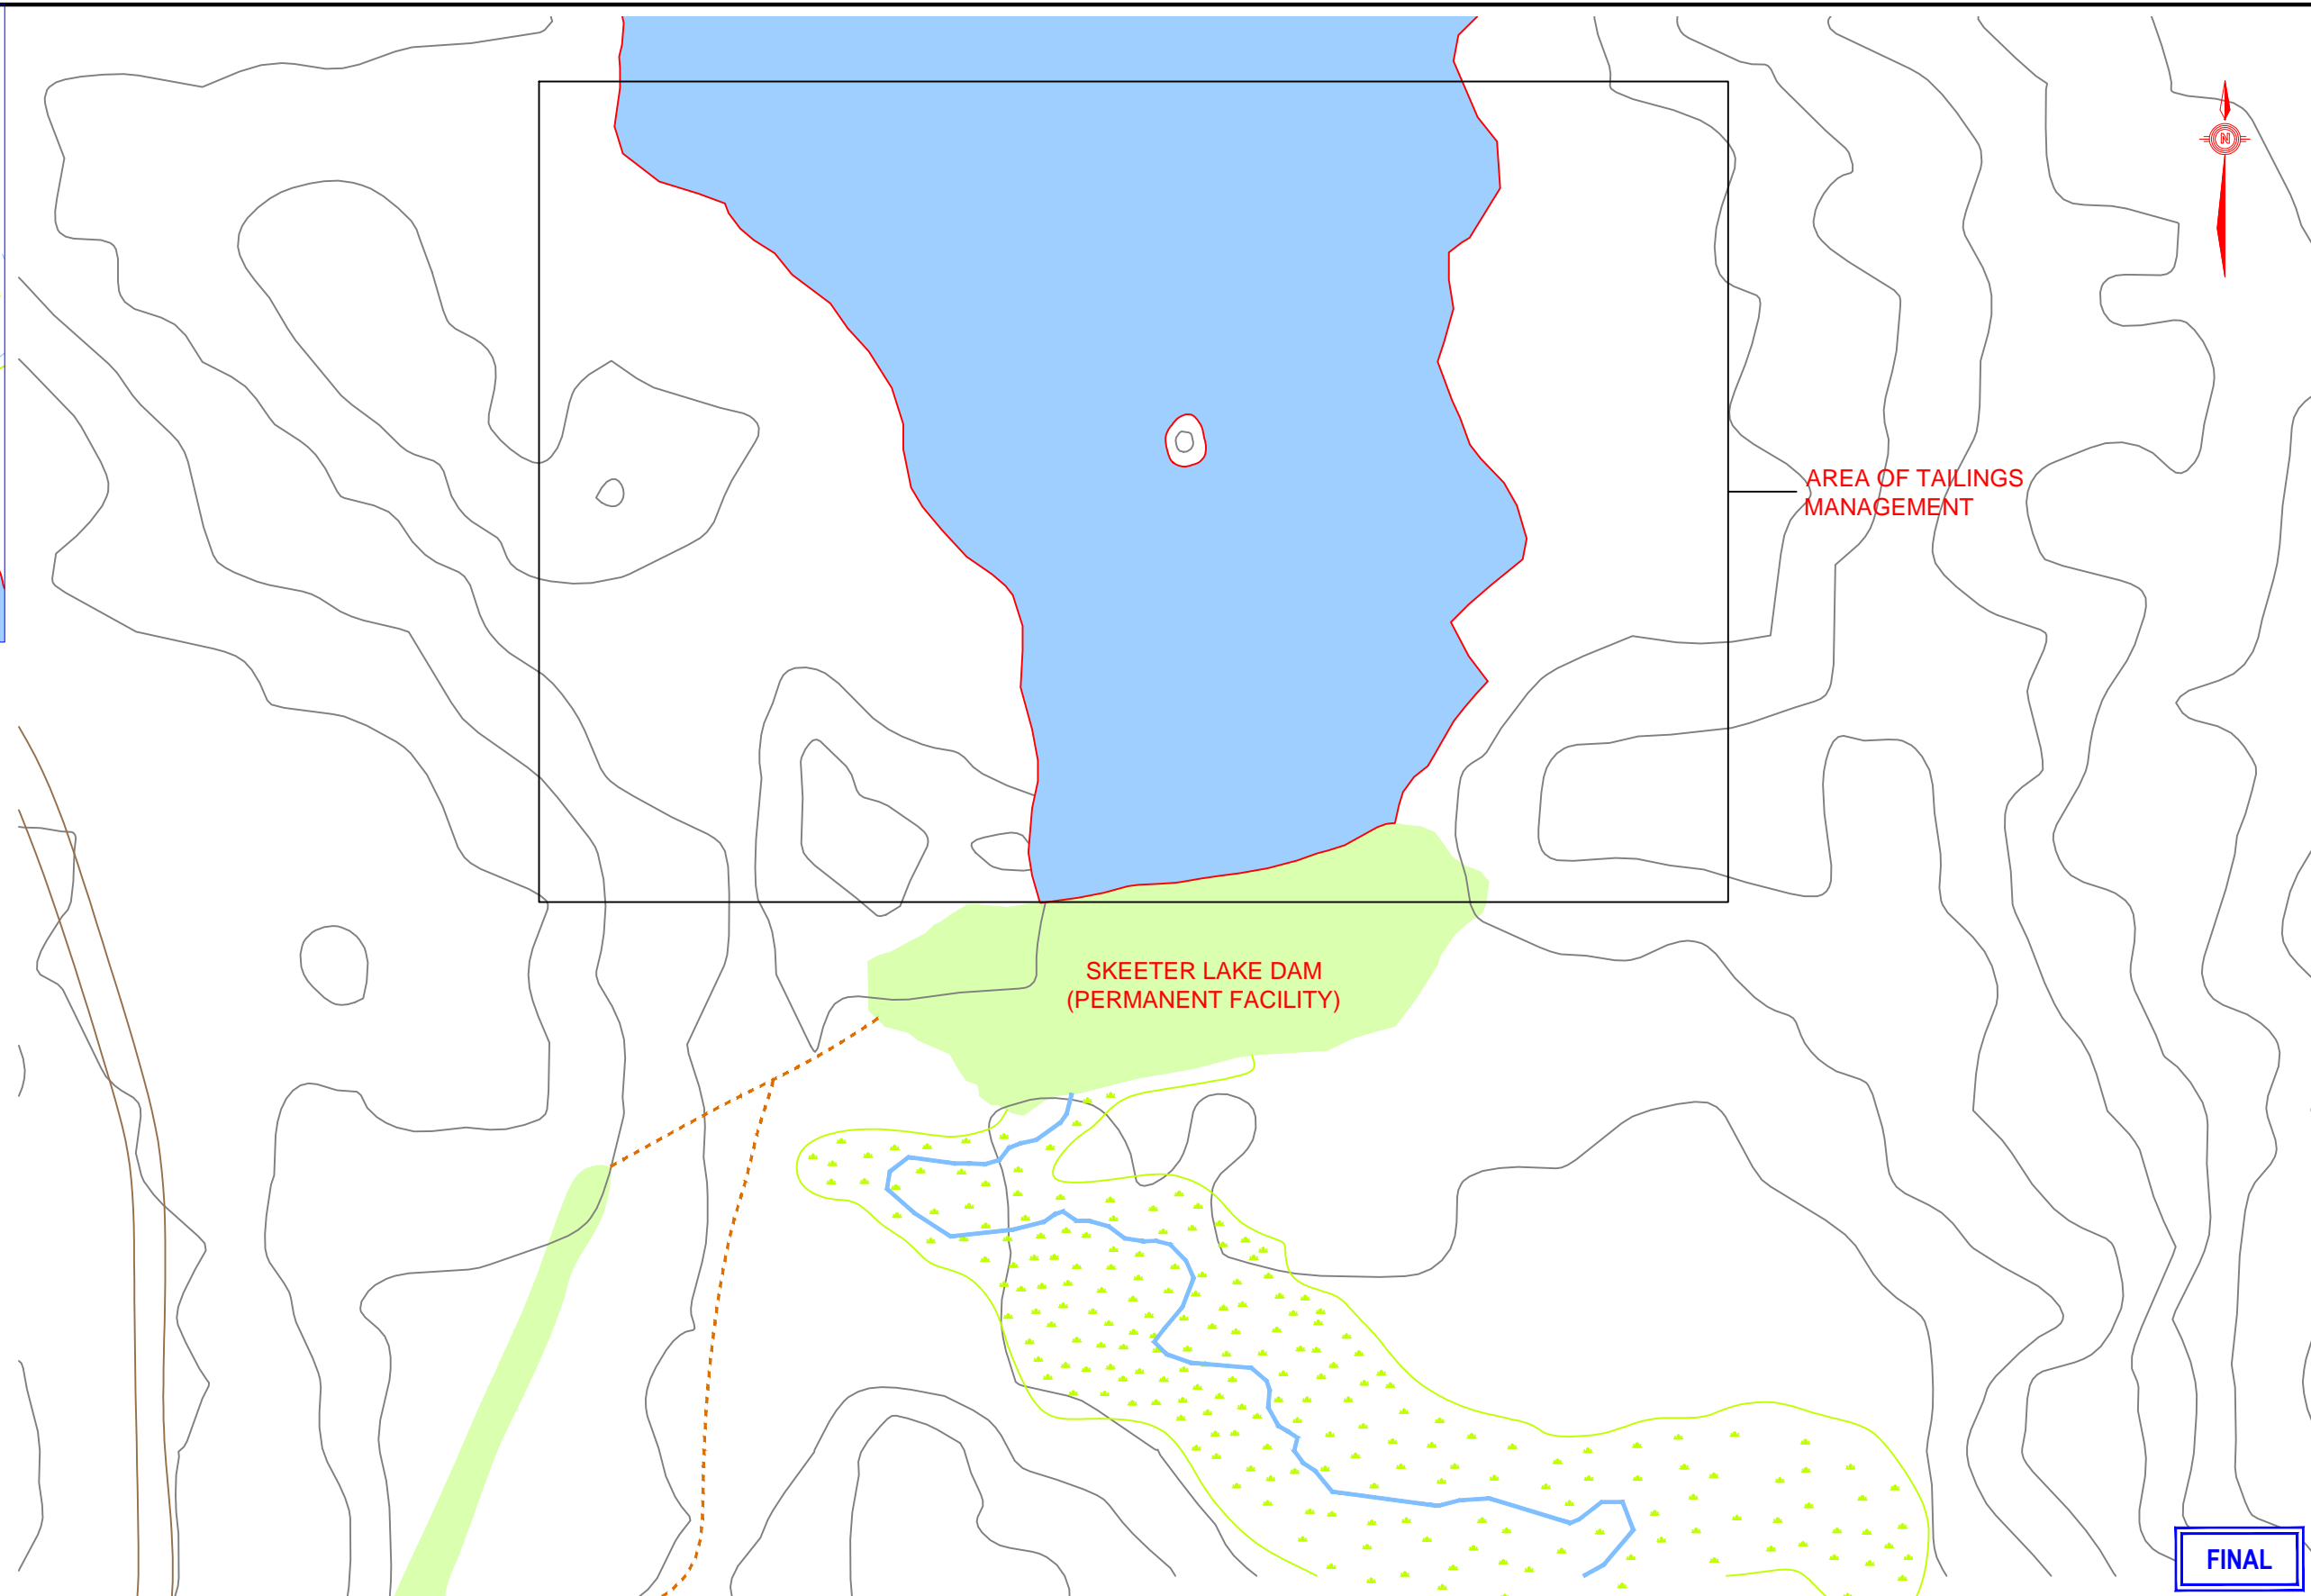 N
AREA OF TAILINGS
MANAGEMENT
SKEETER LAKE DAM
(PERMANENT FACILITY)
FINAL